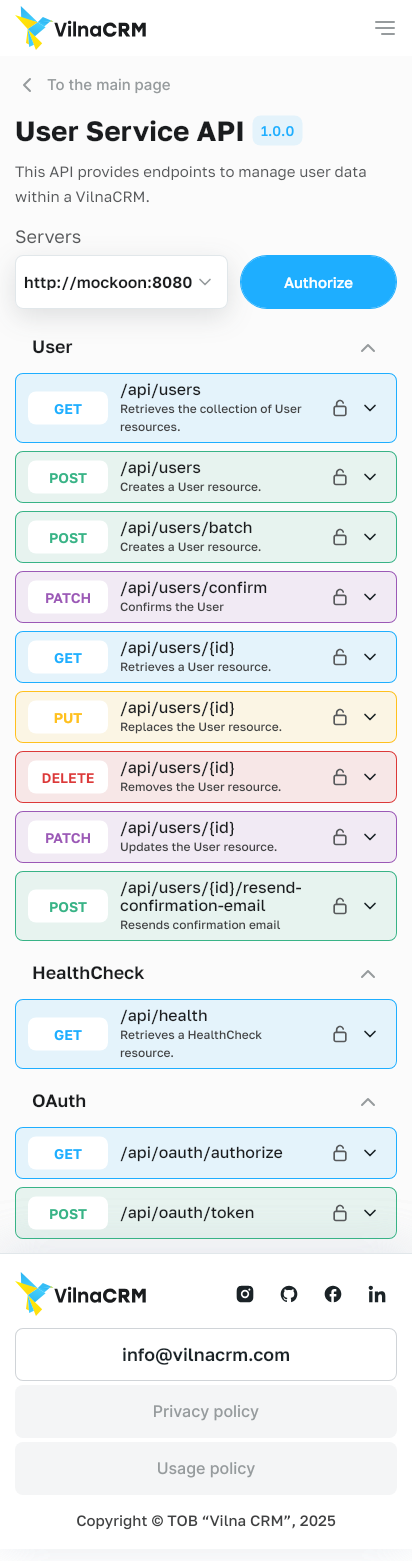 VilnaCRM
To the main page
User Service API 1.0.0
This API provides endpoints to manage user data
within a VilnaCRM.
Servers
http://mockoon:8080
Authorize
User
GET
/api/users
Retrieves the collection of User
resources.
POST
/api/users
Creates a User resource.
POST
/api/users/batch
Creates a User resource.
PATCH
/api/users/confirm
Confirms the User
GET
/api/users/{id}
Retrieves a User resource.
PUT
/api/users/{id}
Replaces the User resource.
DELETE
/api/users/{id}
Removes the User resource.
PATCH
/api/users/{id}
Updates the User resource.
POST
/api/users/{id}/resend-
confirmation-email
Resends confirmation email
HealthCheck
GET
/api/health
Retrieves a HealthCheck
resource.
OAuth
GET
/api/oauth/authorize
POST
/api/oauth/token
VilnaCRM
info@vilnacrm.com
Privacy policy
Usage policy
Copyright © ТОВ “Vilna CRM”, 2025